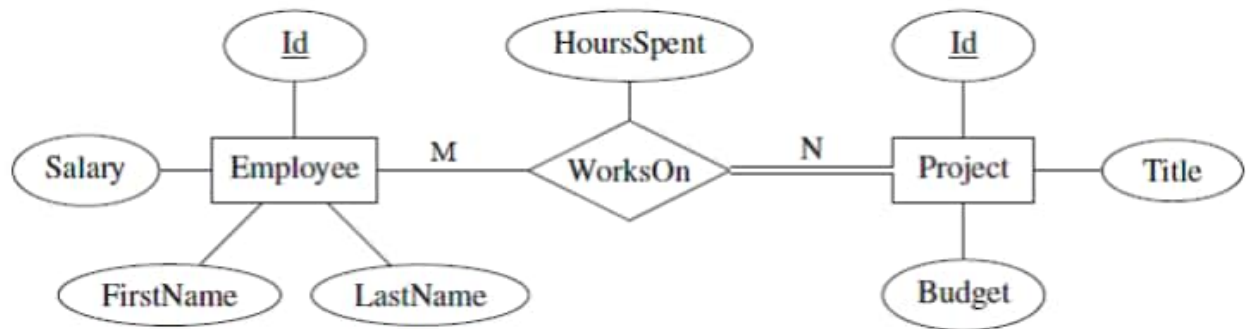 Id
HoursSpent
Id
Salary
Employee
M
WorksOn
N
Project
Title
FirstName
LastName
Budget